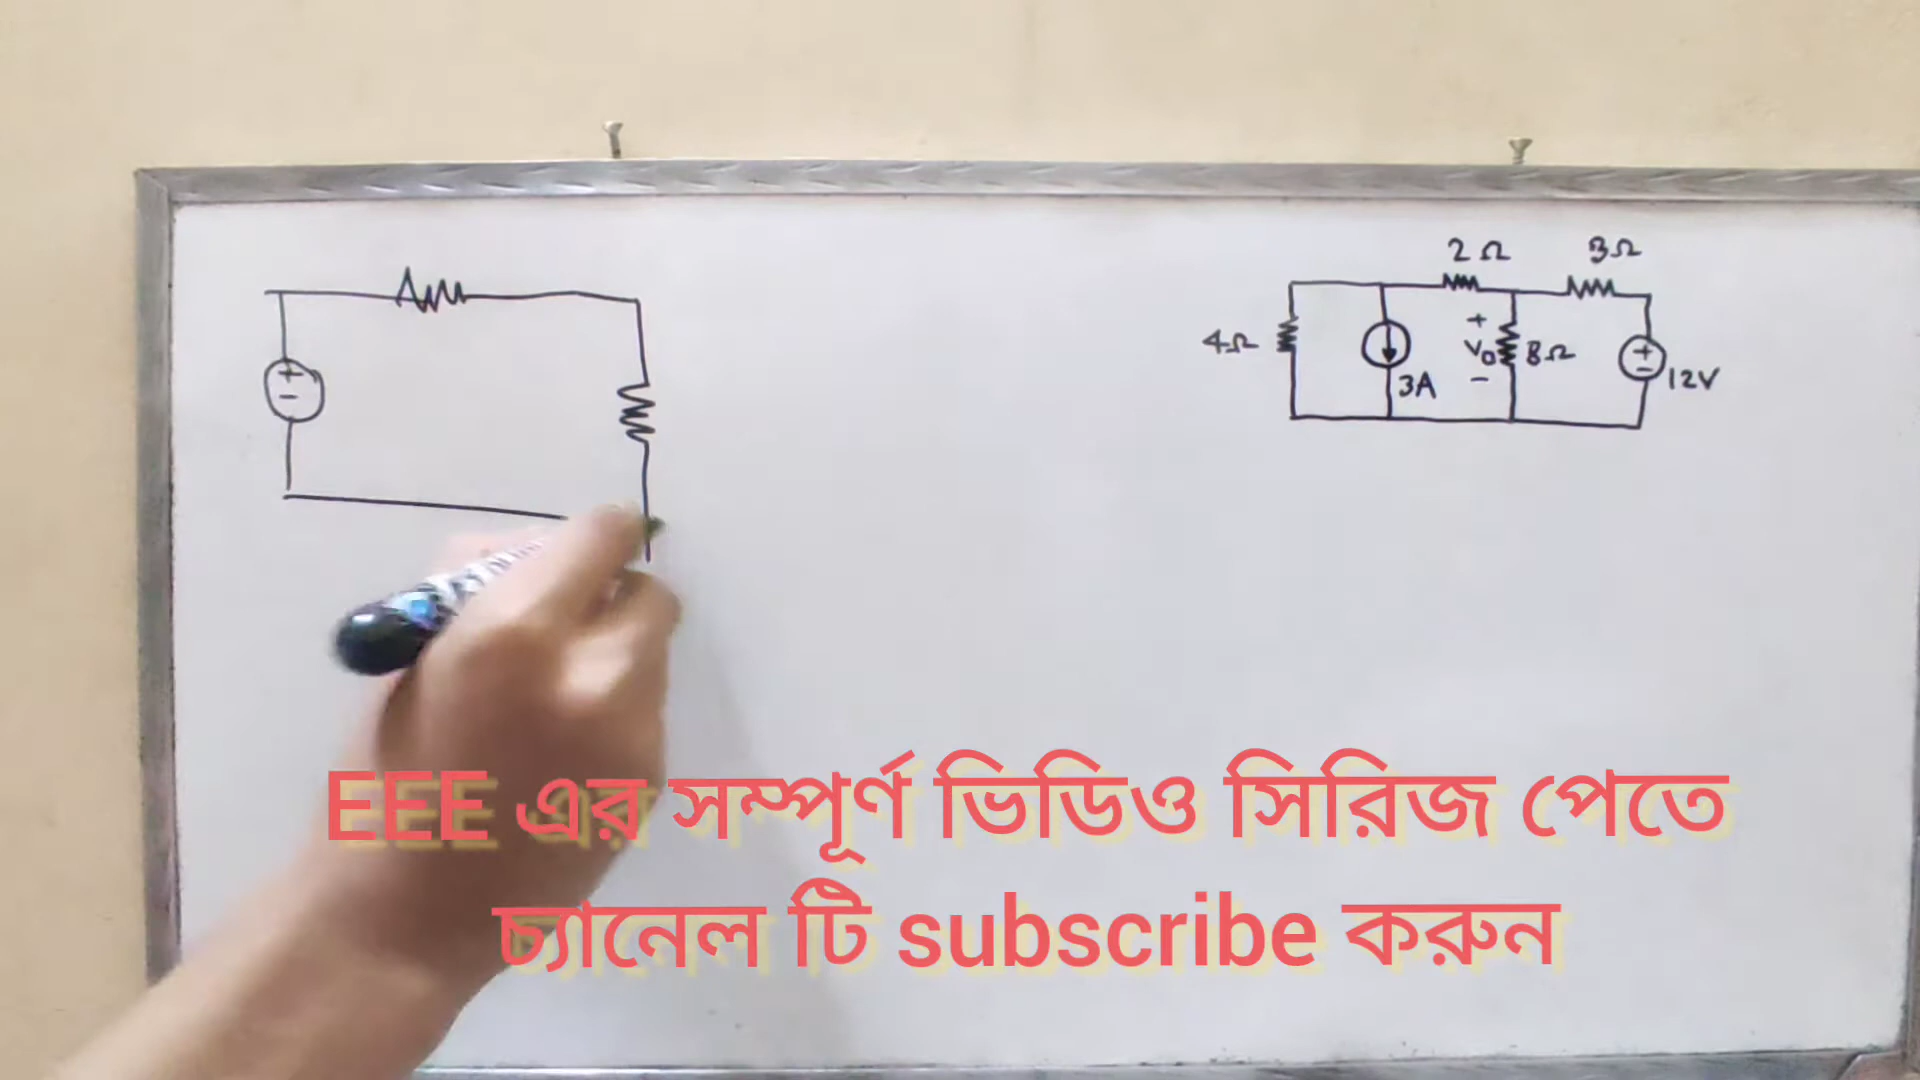 2Ω 3Ω
4Ω + V₀ - 8Ω + -
3A 12V
+
-
EEE এর সম্পূর্ণ ভিডিও সিরিজ পেতে
চ্যানেল টি subscribe করুন